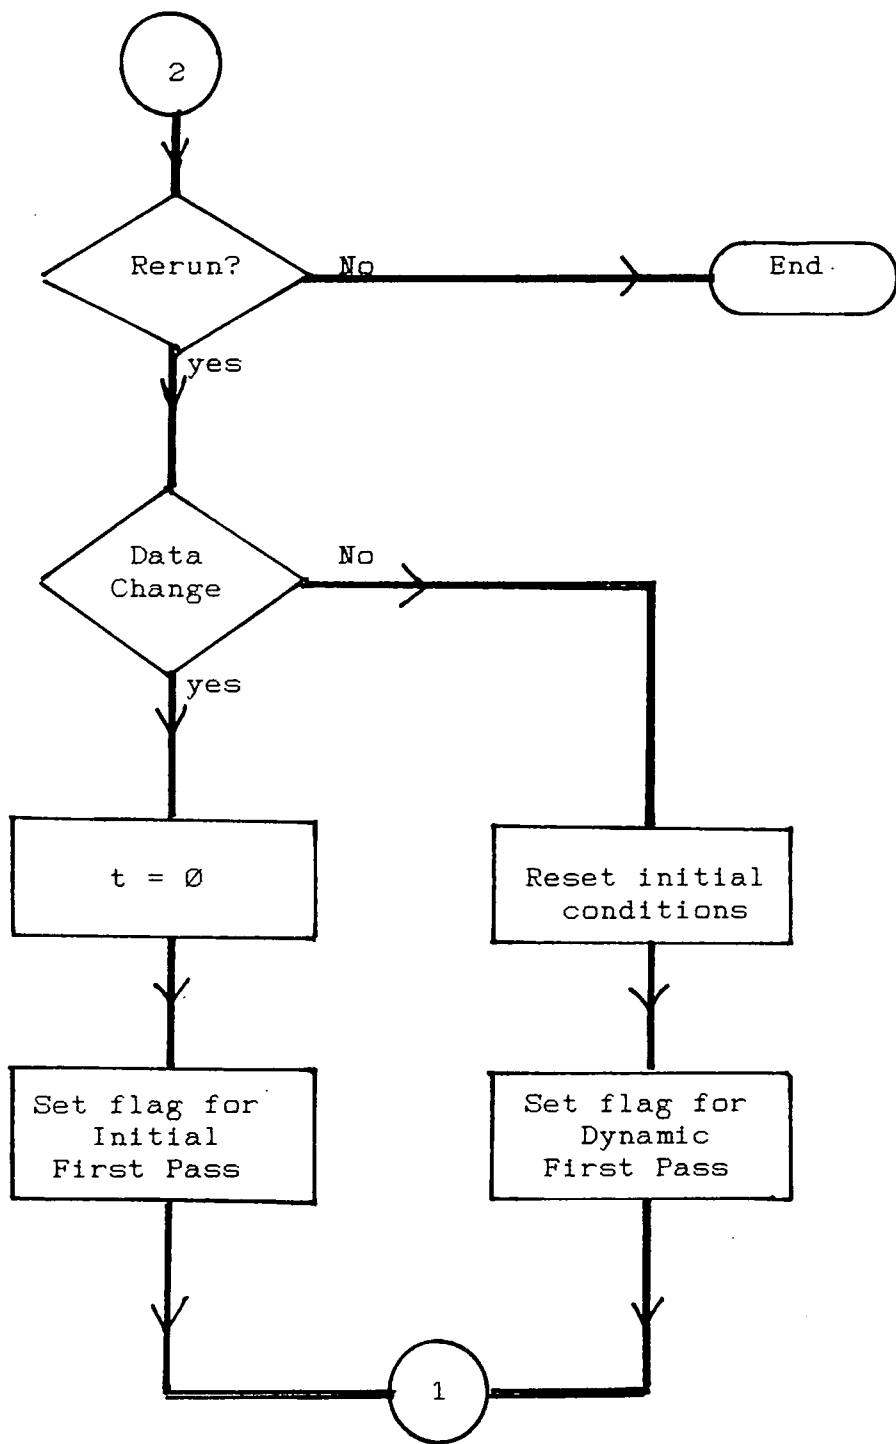 2
Rerun?
No
End
yes
Data
Change
No
yes
t = Ø
Reset initial
conditions
Set flag for
Initial
First Pass
Set flag for
Dynamic
First Pass
1